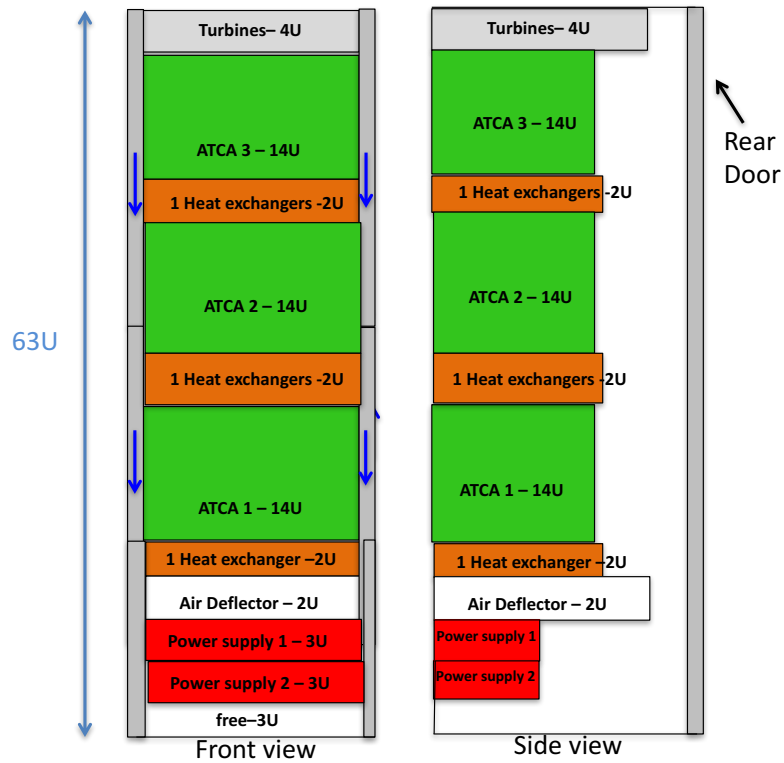 63U
Turbines– 4U
ATCA 3 – 14U
1 Heat exchangers -2U
ATCA 2 – 14U
1 Heat exchangers -2U
ATCA 1 – 14U
1 Heat exchanger –2U
Air Deflector – 2U
Power supply 1 – 3U
Power supply 2 – 3U
free–3U
Front view
Turbines– 4U
ATCA 3 – 14U
1 Heat exchangers -2U
ATCA 2 – 14U
1 Heat exchangers -2U
ATCA 1 – 14U
1 Heat exchanger –2U
Air Deflector – 2U
Power supply 1
Power supply 2
Side view
Rear
Door